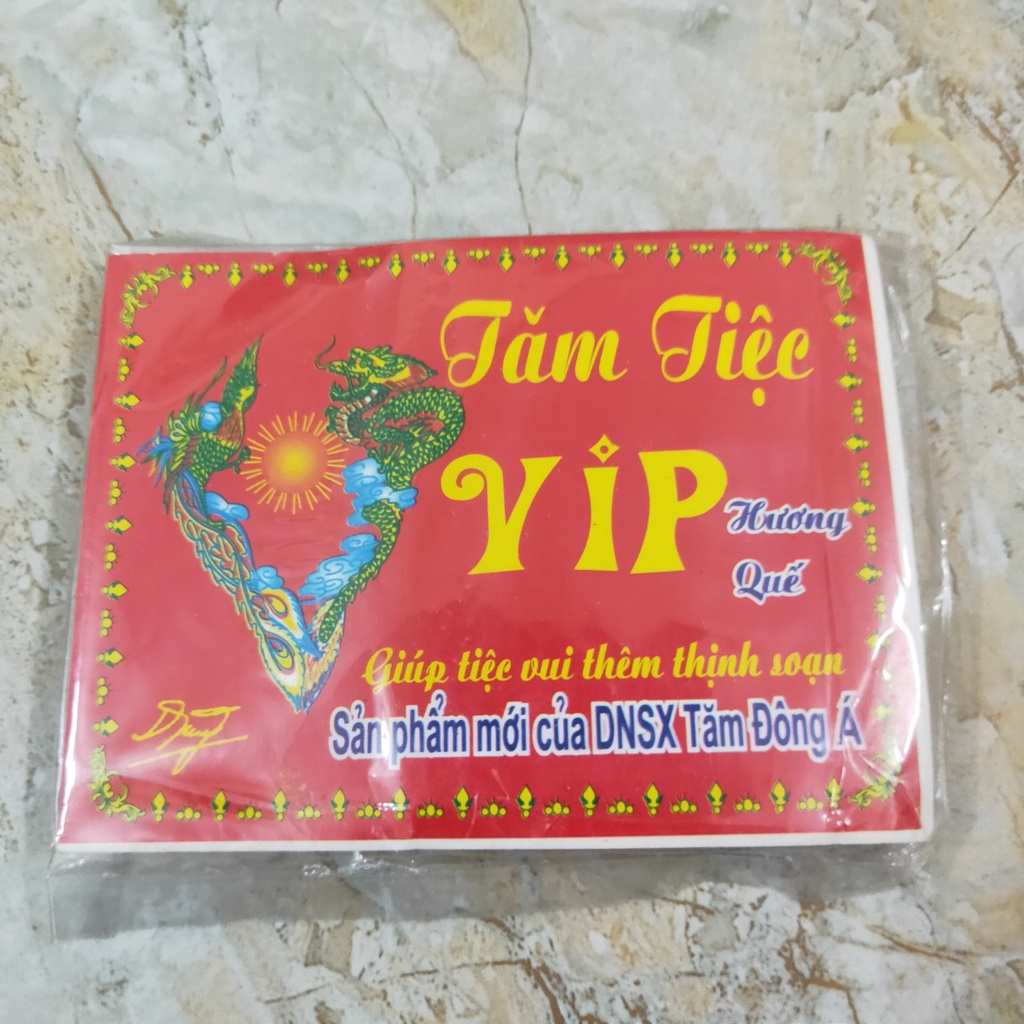 Tăm Tiệc
ViP
Hương
Quế
Giúp tiệc vui thêm thịnh soạn
Sản phẩm mới của DNSX Tăm Đông Á